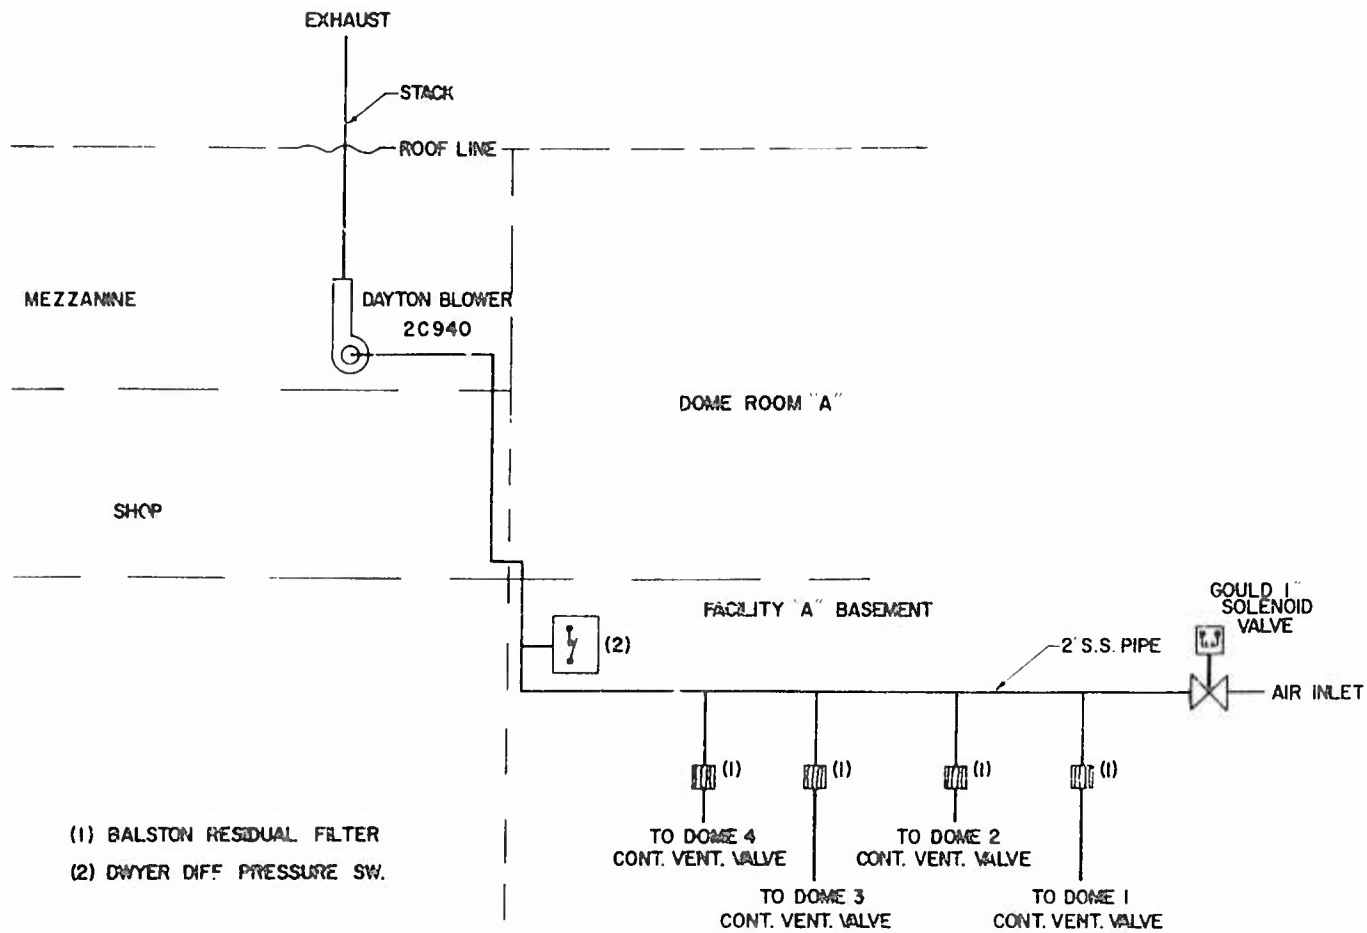 EXHAUST
STACK
ROOF LINE
MEZZANINE
DAYTON BLOWER
2C940
DOME ROOM "A"
SHOP
FACILITY "A" BASEMENT
GOULD 1"
SOLENOID
VALVE
(2)
2" S.S. PIPE
AIR INLET
(1)
(1)
(1)
(1)
(1) BALSTON RESIDUAL FILTER
(2) DWYER DIFF PRESSURE SW.
TO DOME 4
CONT. VENT. VALVE
TO DOME 2
CONT. VENT. VALVE
TO DOME 3
CONT. VENT. VALVE
TO DOME 1
CONT. VENT. VALVE